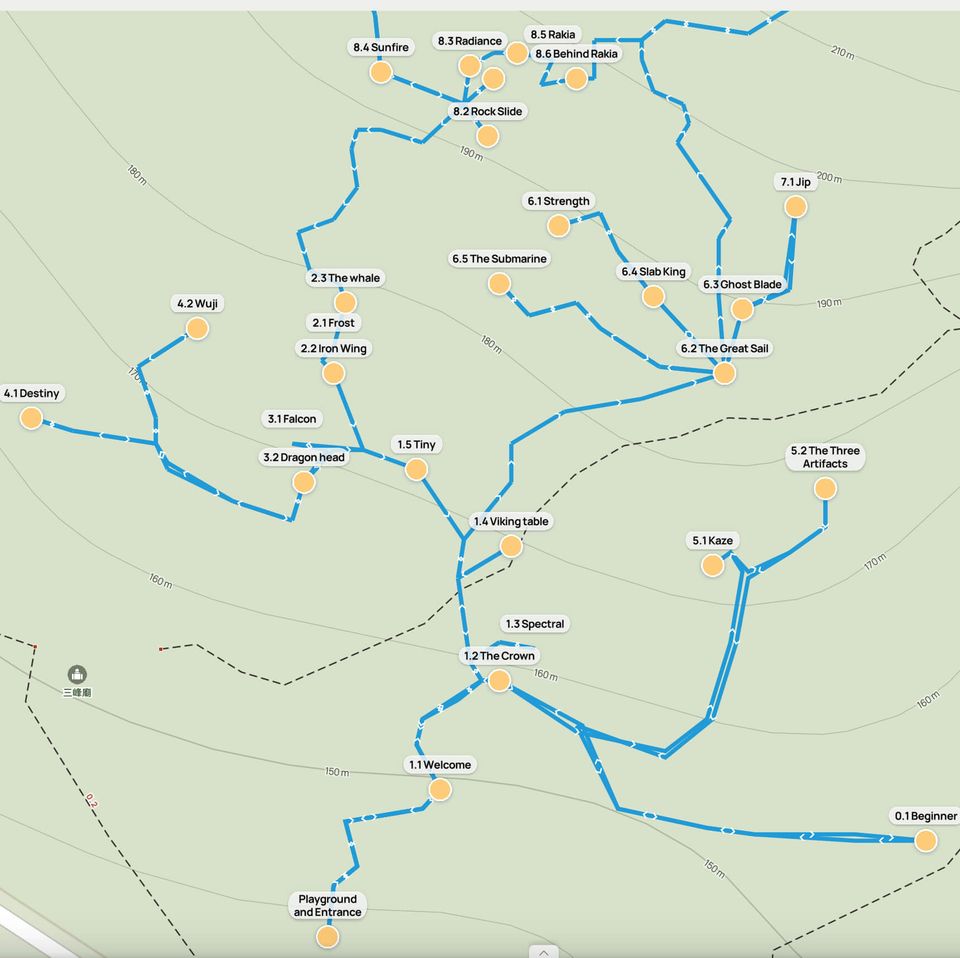 210 m
8.5 Rakia
8.3 Radiance
8.4 Sunfire
8.6 Behind Rakia
8.2 Rock Slide
190 m
180 m
200 m
7.1 Jip
6.1 Strength
6.5 The Submarine
6.4 Slab King
2.3 The whale
6.3 Ghost Blade
4.2 Wuji
190 m
2.1 Frost
180 m
2.2 Iron Wing
6.2 The Great Sail
170
4.1 Destiny
3.1 Falcon
1.5 Tiny
3.2 Dragon head
5.2 The Three
Artifacts
1.4 Viking table
5.1 Kaze
170 m
160 m
1.3 Spectral
1.2 The Crown
160 m
三峰廟
160 m
1.1 Welcome
150 m
0.2
0.1 Beginner
150 m
Playground
and Entrance